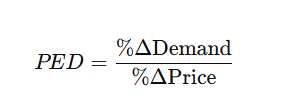 PED = %ΔDemand / %ΔPrice